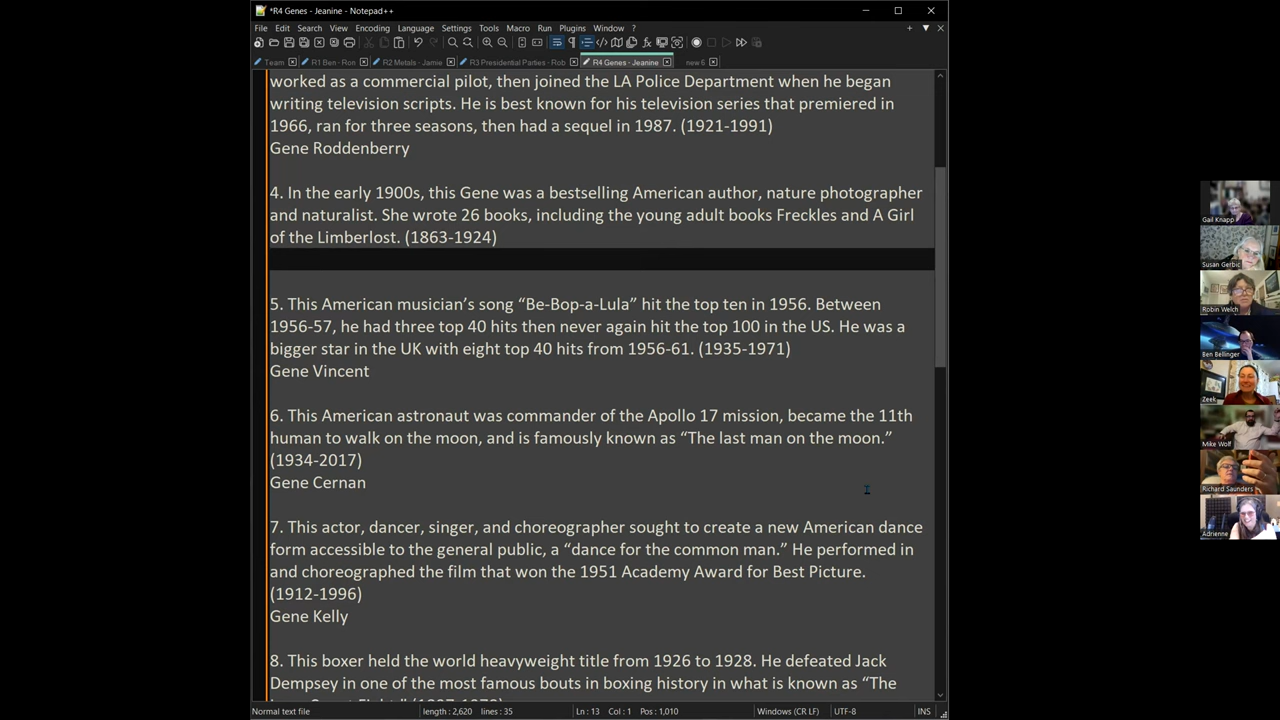 *R4 Genes - Jeanine - Notepad++
File Edit Search View Encoding Language Settings Tools Macro Run Plugins Window ?
Team R1 Ben - Ron R2 Metals - Jamie R3 Presidential Parties - Rob R4 Genes - Jeanine new 6
worked as a commercial pilot, then joined the LA Police Department when he began
writing television scripts. He is best known for his television series that premiered in
1966, ran for three seasons, then had a sequel in 1987. (1921-1991)
Gene Roddenberry
4. In the early 1900s, this Gene was a bestselling American author, nature photographer
and naturalist. She wrote 26 books, including the young adult books Freckles and A Girl
of the Limberlost. (1863-1924)
5. This American musician’s song “Be-Bop-a-Lula” hit the top ten in 1956. Between
1956-57, he had three top 40 hits then never again hit the top 100 in the US. He was a
bigger star in the UK with eight top 40 hits from 1956-61. (1935-1971)
Gene Vincent
6. This American astronaut was commander of the Apollo 17 mission, became the 11th
human to walk on the moon, and is famously known as “The last man on the moon.”
(1934-2017)
Gene Cernan
7. This actor, dancer, singer, and choreographer sought to create a new American dance
form accessible to the general public, a “dance for the common man.” He performed in
and choreographed the film that won the 1951 Academy Award for Best Picture.
(1912-1996)
Gene Kelly
8. This boxer held the world heavyweight title from 1926 to 1928. He defeated Jack
Dempsey in one of the most famous bouts in boxing history in what is known as “The
Normal text file length : 2,620 lines : 35 Ln : 13 Col : 1 Pos : 1,010 Windows (CR LF) UTF-8 INS
Gail Knapp
Susan Gerbic
Robin Welch
Ben Bellinger
Zeek
Mike Wolf
Richard Saunders
Adrienne